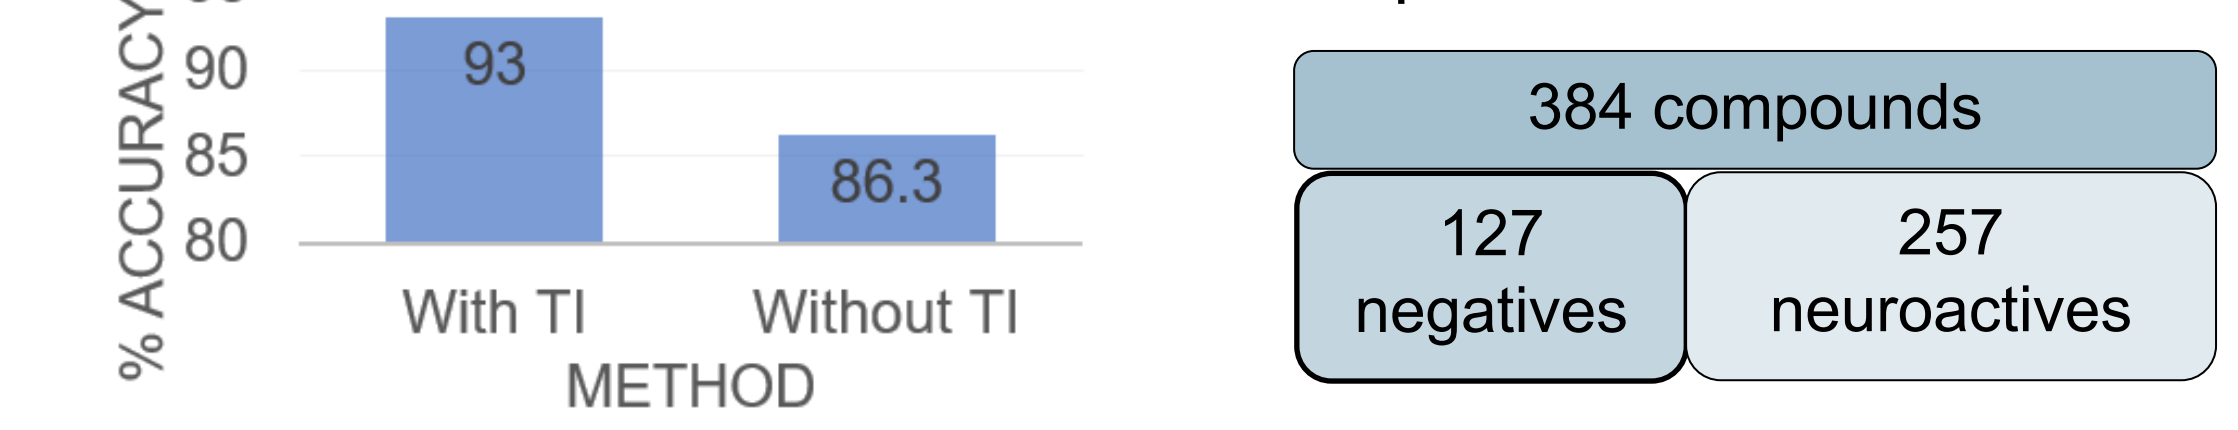 % ACCURACY
90
85
80
93
86.3
With TI
Without TI
METHOD
384 compounds
127
negatives
257
neuroactives